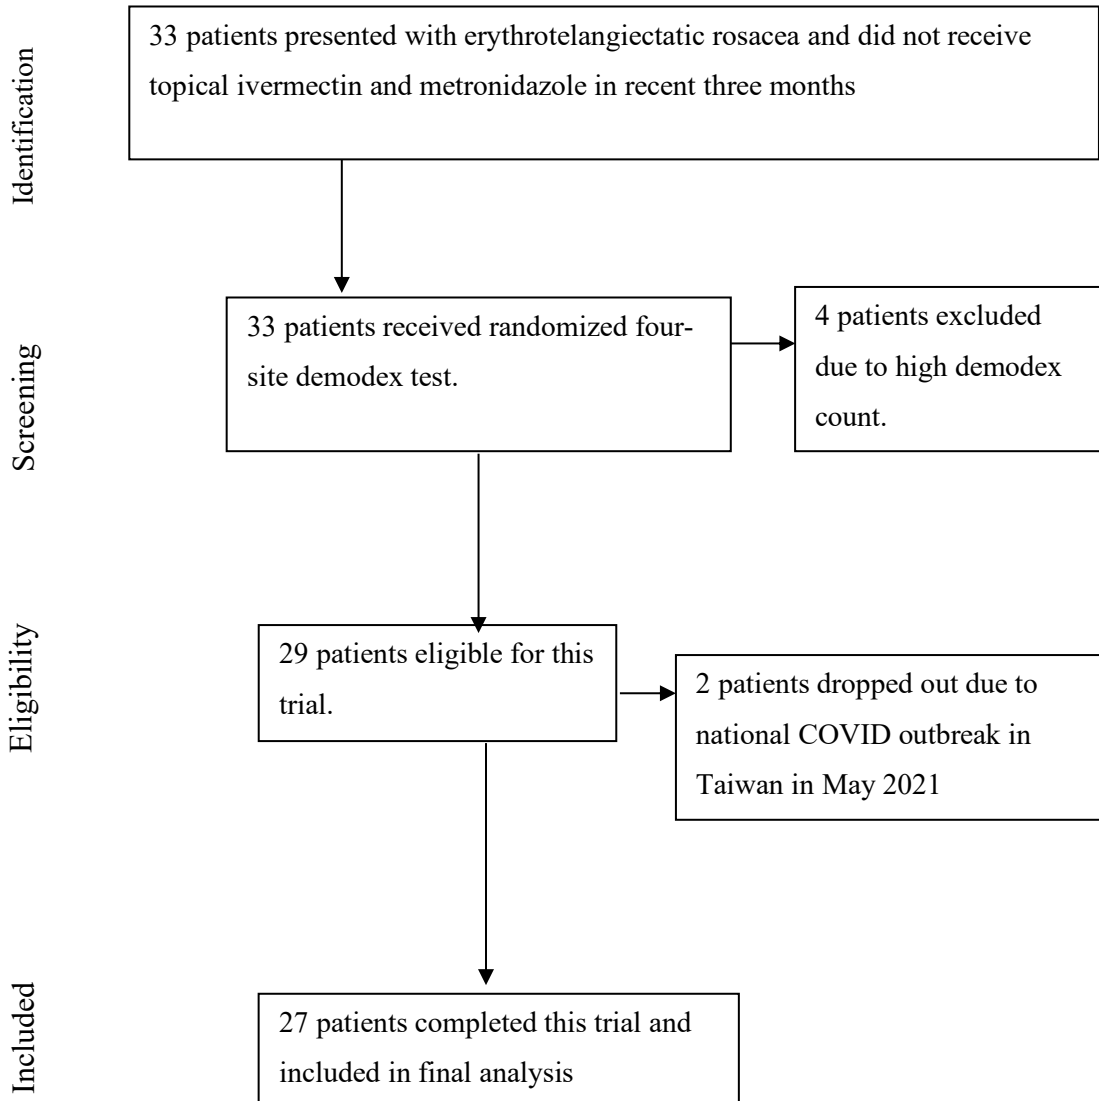 Identification
33 patients presented with erythrotelangiectatic rosacea and did not receive
topical ivermectin and metronidazole in recent three months
Screening
33 patients received randomized four-
site demodex test.
4 patients excluded
due to high demodex
count.
Eligibility
29 patients eligible for this
trial.
2 patients dropped out due to
national COVID outbreak in
Taiwan in May 2021
Included
27 patients completed this trial and
included in final analysis